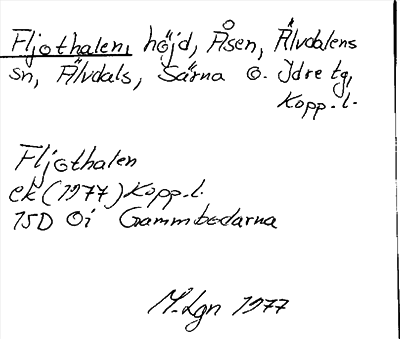 Fljothalen, höjd, Åsen, Älvdalens
sn, Älvdals, Särna o. Idre tg,
Kopp. l.
Fljothalen
ek (1977) Kopp. l.
15D 0i Gammbodarna
M. Lgn 1977